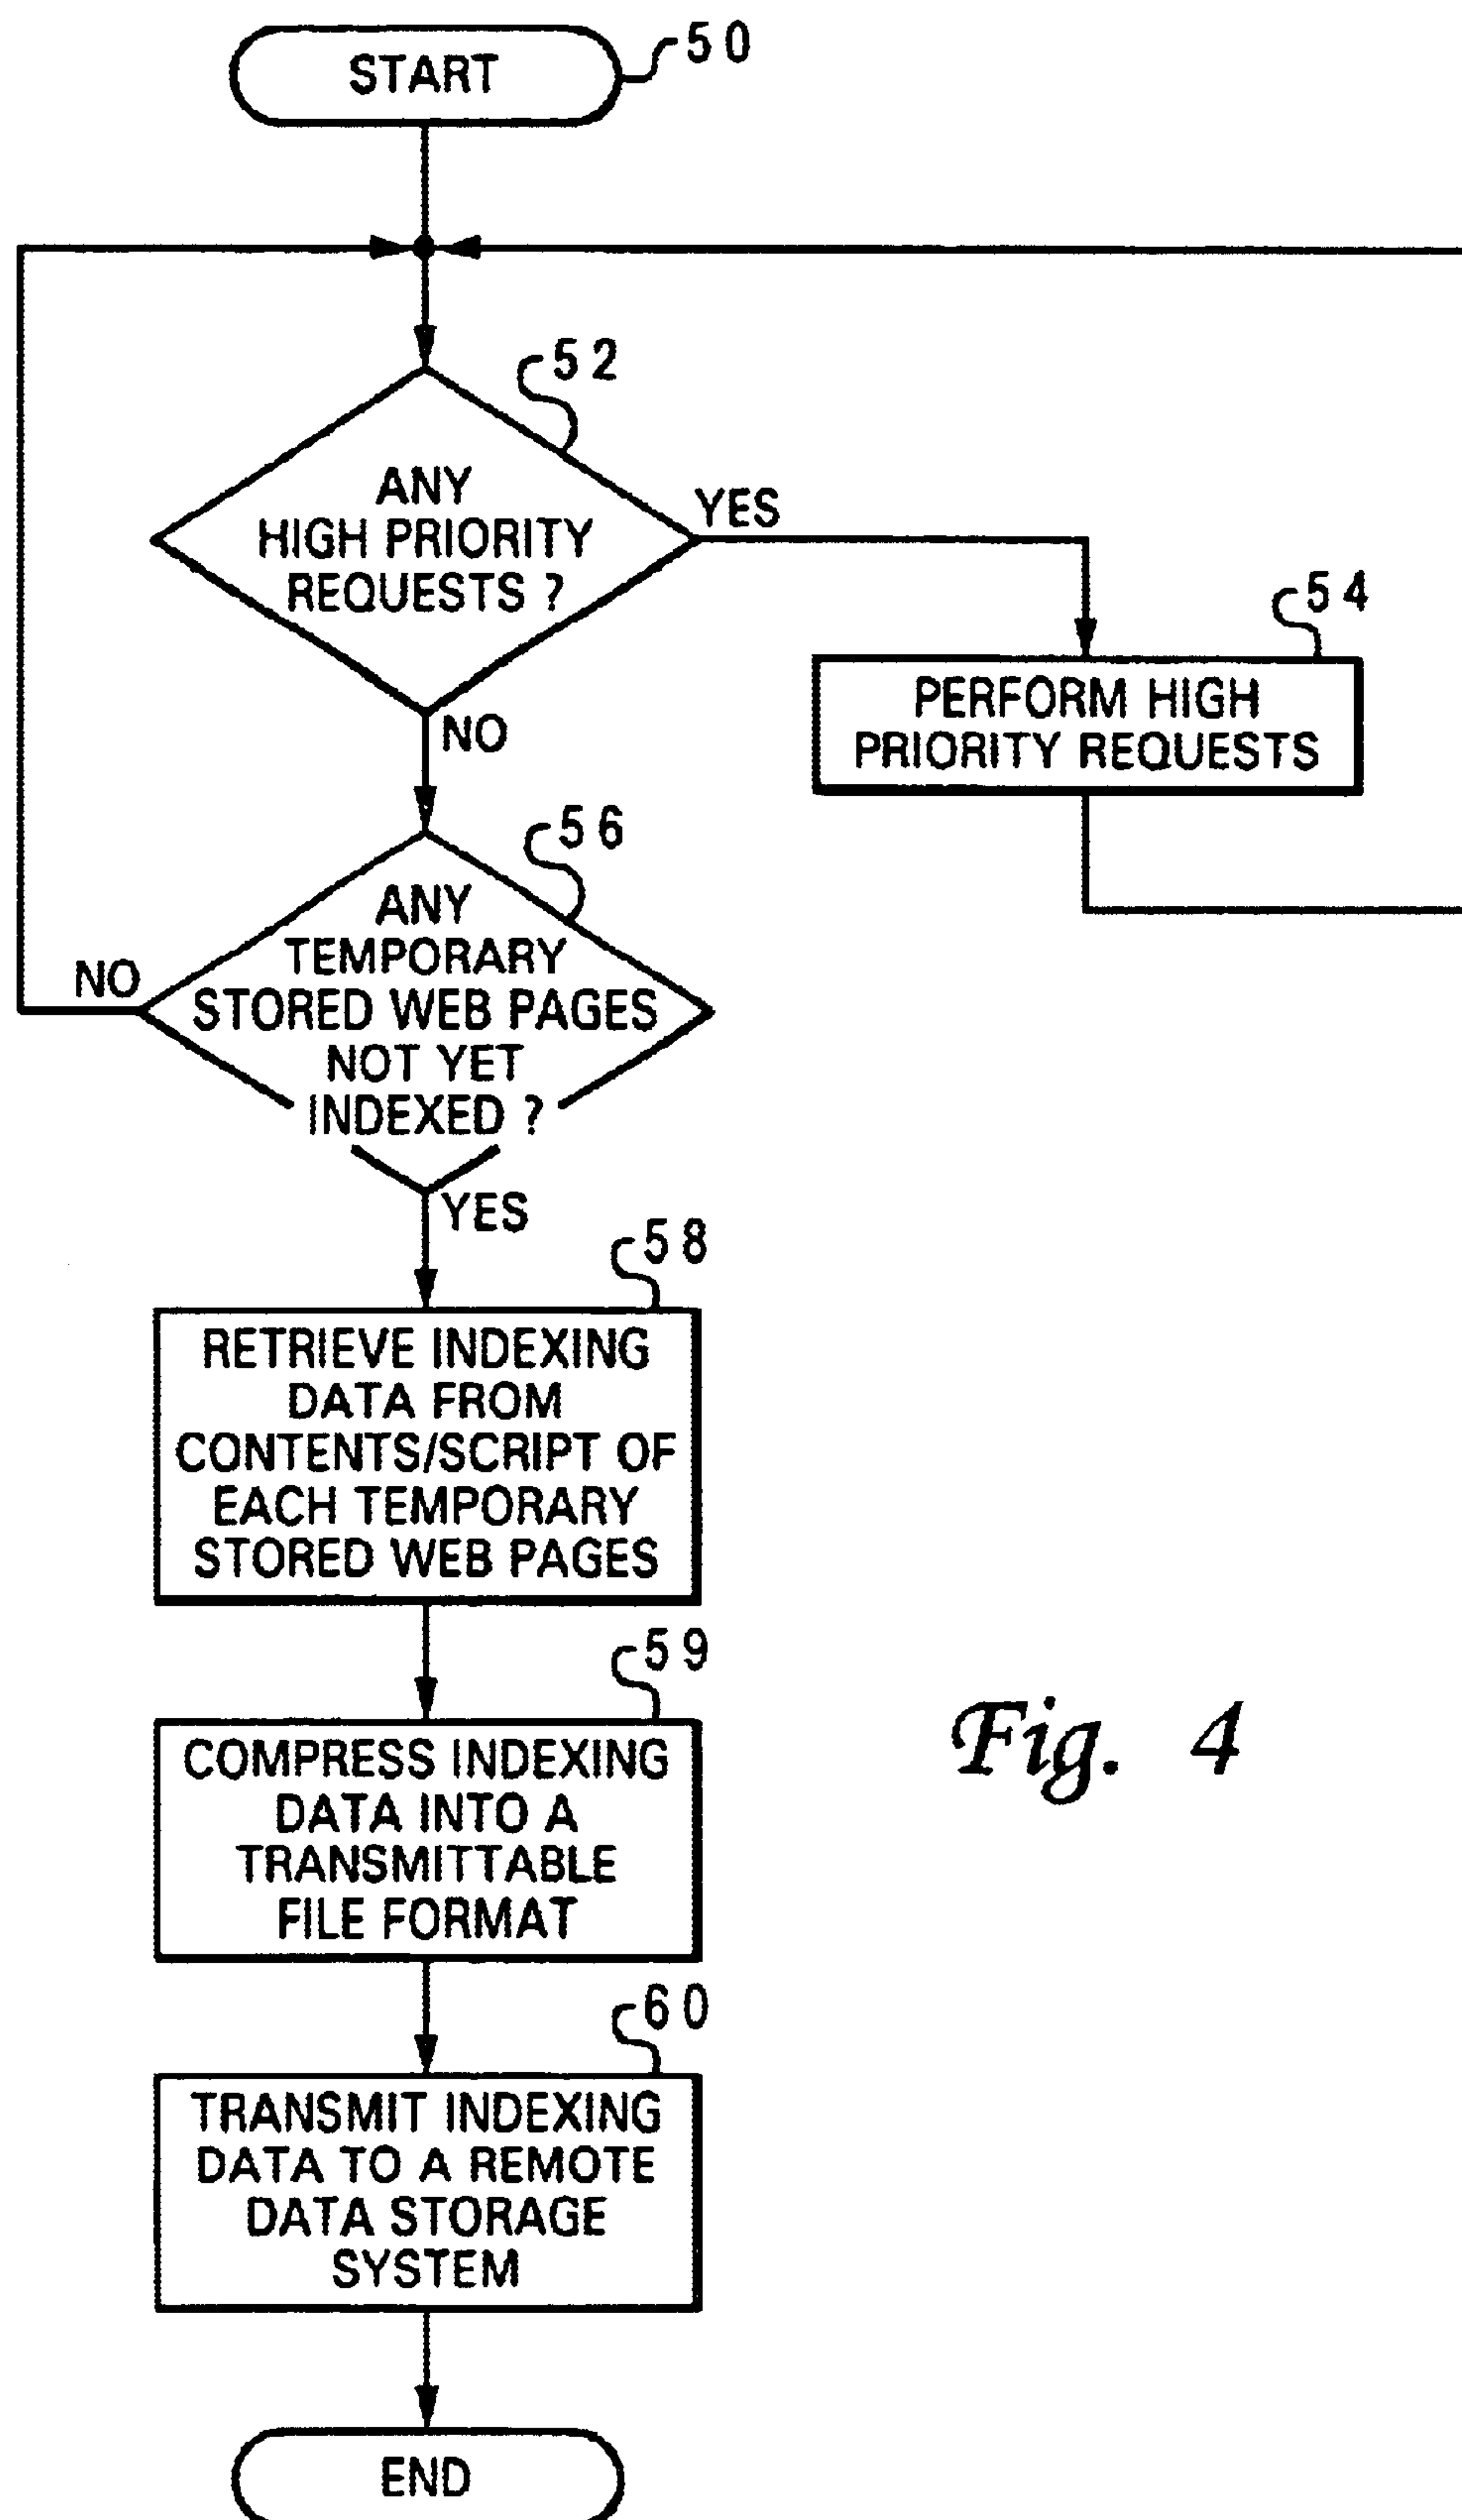 START
50
52
ANY
HIGH PRIORITY
REQUESTS ?
YES
54
PERFORM HIGH
PRIORITY REQUESTS
NO
56
ANY
TEMPORARY
STORED WEB PAGES
NOT YET
INDEXED ?
NO
YES
58
RETRIEVE INDEXING
DATA FROM
CONTENTS/SCRIPT OF
EACH TEMPORARY
STORED WEB PAGES
59
COMPRESS INDEXING
DATA INTO A
TRANSMITTABLE
FILE FORMAT
Fig. 4
60
TRANSMIT INDEXING
DATA TO A REMOTE
DATA STORAGE
SYSTEM
END